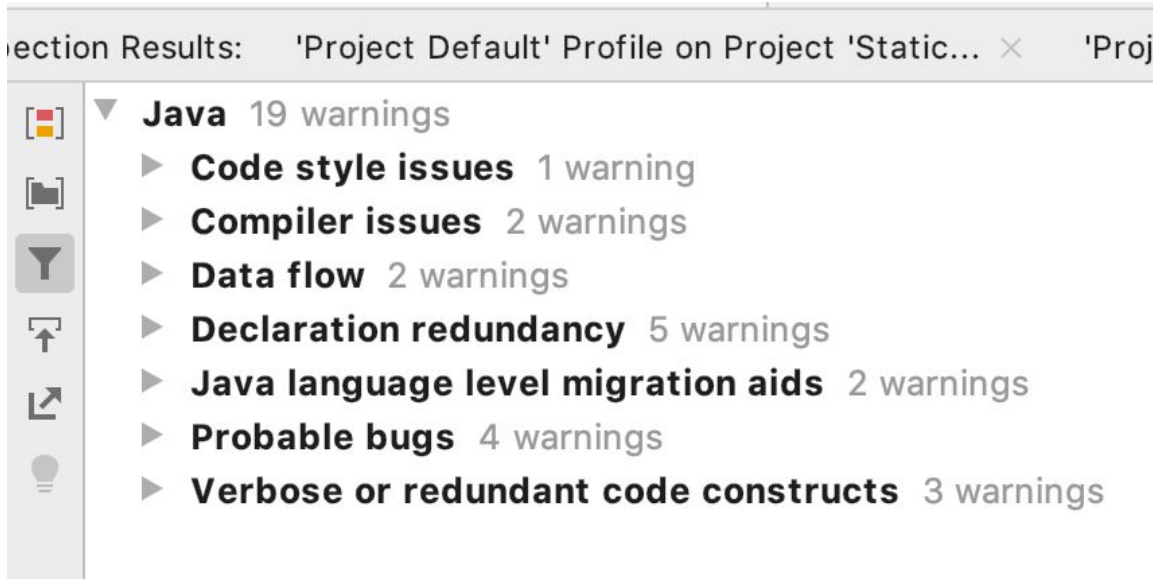 ection Results: 'Project Default' Profile on Project 'Static... 'Proj
Java 19 warnings
Code style issues 1 warning
Compiler issues 2 warnings
Data flow 2 warnings
Declaration redundancy 5 warnings
Java language level migration aids 2 warnings
Probable bugs 4 warnings
Verbose or redundant code constructs 3 warnings